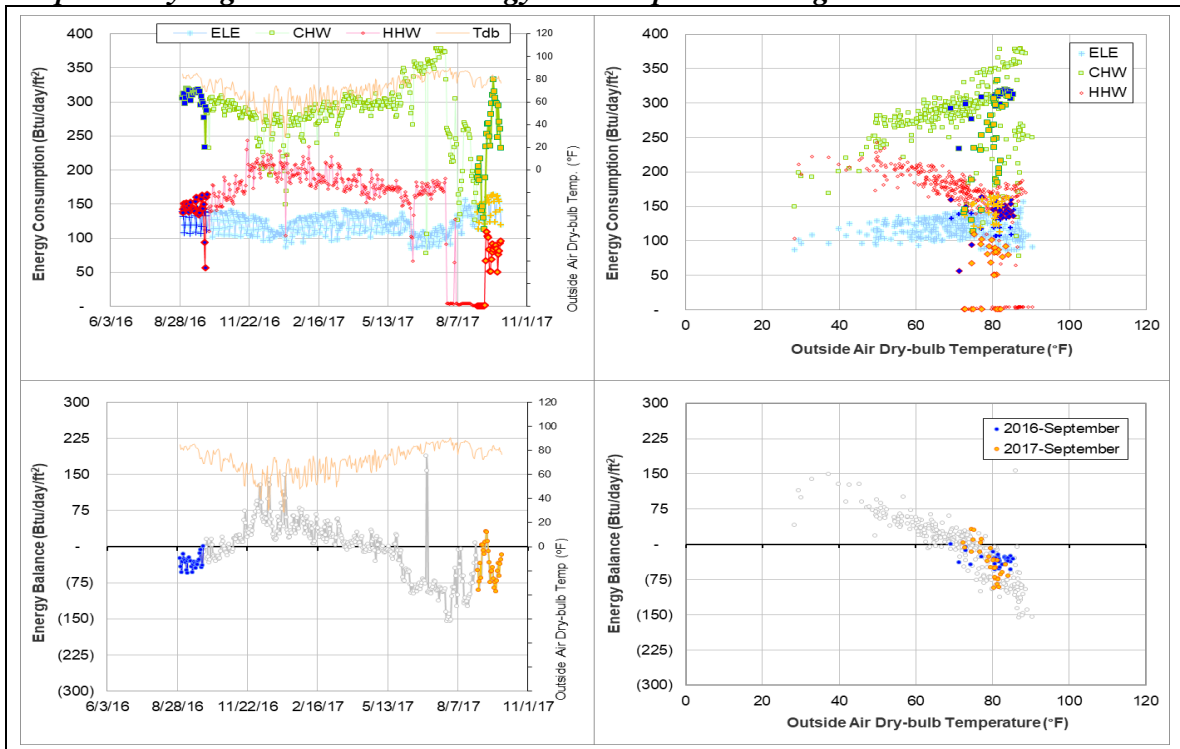 ELE CHW HHW Tdb
Energy Consumption (Btu/day/ft²)
400
350
300
250
200
150
100
50
-
120
100
80
60
40
20
0
Outside Air Dry-bulb Temp. (°F)
6/3/16 8/28/16 11/22/16 2/16/17 5/13/17 8/7/17 11/1/17
Energy Consumption (Btu/day/ft²)
400
350
300
250
200
150
100
50
-
ELE
CHW
HHW
0 20 40 60 80 100 120
Outside Air Dry-bulb Temperature (°F)
Energy Balance (Btu/day/ft²)
300
225
150
75
-
(75)
(150)
(225)
(300)
120
100
80
60
40
20
0
Outside Air Dry-bulb Temp (°F)
6/3/16 8/28/16 11/22/16 2/16/17 5/13/17 8/7/17 11/1/17
Energy Balance (Btu/day/ft²)
300
225
150
75
-
(75)
(150)
(225)
(300)
2016-September
2017-September
0 20 40 60 80 100 120
Outside Air Dry-bulb Temperature (°F)